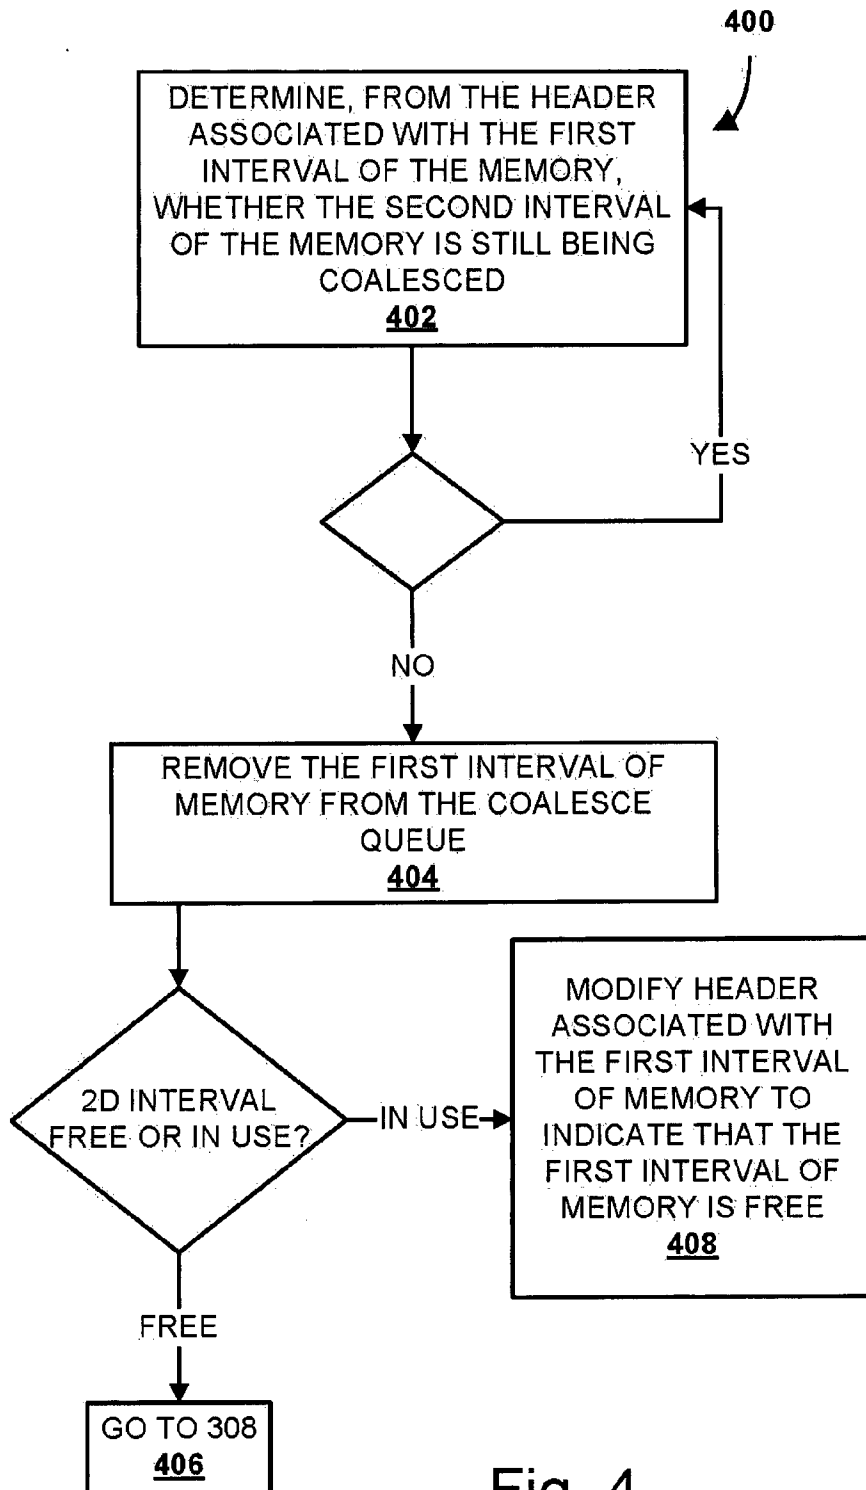 400
DETERMINE, FROM THE HEADER
ASSOCIATED WITH THE FIRST
INTERVAL OF THE MEMORY,
WHETHER THE SECOND INTERVAL
OF THE MEMORY IS STILL BEING
COALESCED
402
YES
NO
REMOVE THE FIRST INTERVAL OF
MEMORY FROM THE COALESCE
QUEUE
404
2D INTERVAL
FREE OR IN USE?
IN USE
MODIFY HEADER
ASSOCIATED WITH
THE FIRST INTERVAL
OF MEMORY TO
INDICATE THAT THE
FIRST INTERVAL OF
MEMORY IS FREE
408
FREE
GO TO 308
406
Fig. 4